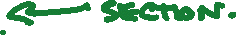 ← SECTION.